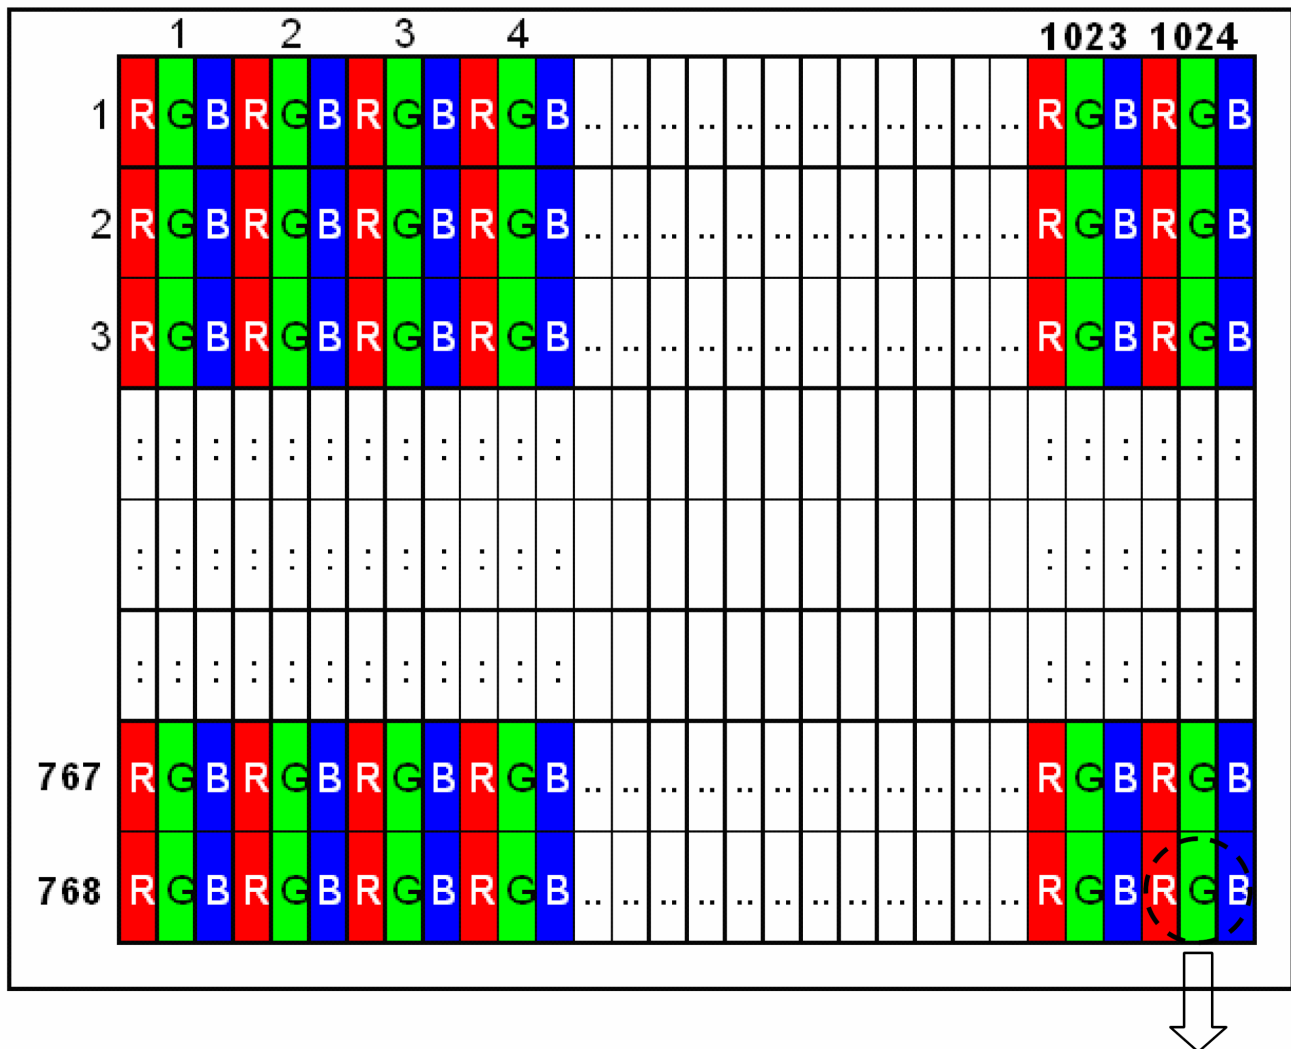 1 2 3 4 1023 1024
1 R G B R G B R G B R G B .. .. .. .. .. .. .. .. .. .. .. .. R G B R G B
2 R G B R G B R G B R G B .. .. .. .. .. .. .. .. .. .. .. .. R G B R G B
3 R G B R G B R G B R G B .. .. .. .. .. .. .. .. .. .. .. .. R G B R G B
: : : : : : : : : : : : : : : : : :
: : : : : : : : : : : : : : : : : :
: : : : : : : : : : : : : : : : : :
767 R G B R G B R G B R G B .. .. .. .. .. .. .. .. .. .. .. .. R G B R G B
768 R G B R G B R G B R G B .. .. .. .. .. .. .. .. .. .. .. .. R G B R G B